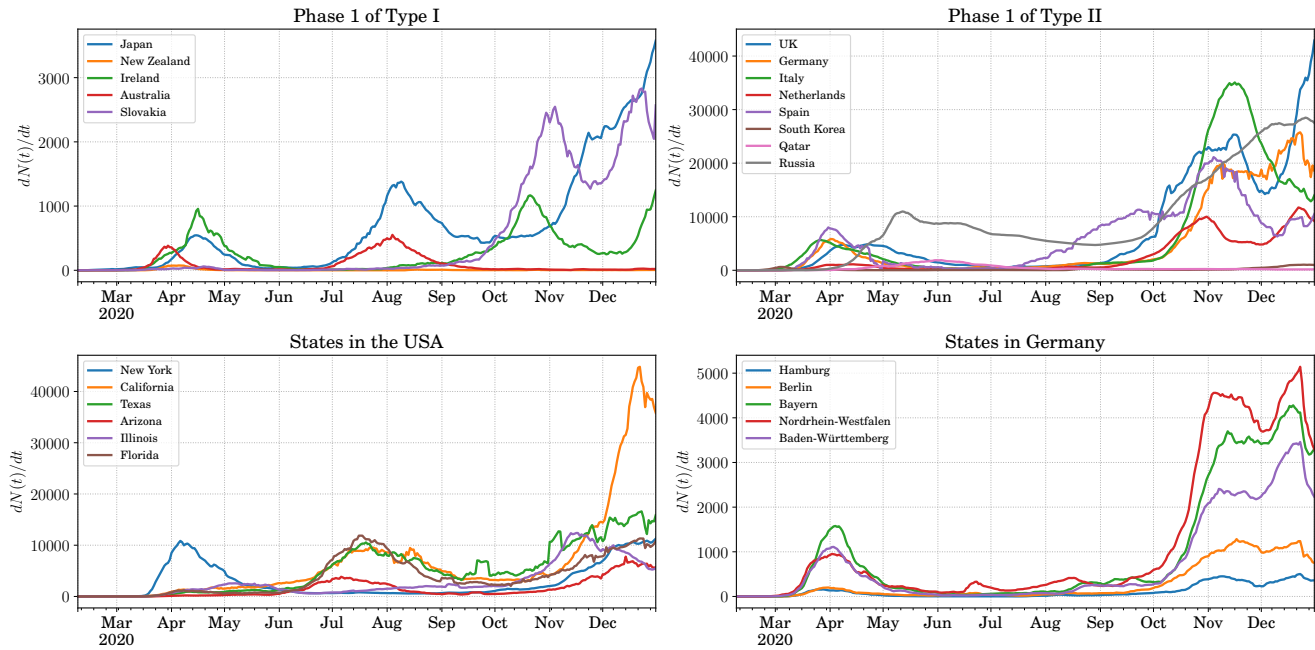 Phase 1 of Type I
dN(t)/dt
3000
2000
1000
0
Japan
New Zealand
Ireland
Australia
Slovakia
Mar Apr May Jun Jul Aug Sep Oct Nov Dec
2020
Phase 1 of Type II
dN(t)/dt
40000
30000
20000
10000
0
UK
Germany
Italy
Netherlands
Spain
South Korea
Qatar
Russia
Mar Apr May Jun Jul Aug Sep Oct Nov Dec
2020
States in the USA
dN(t)/dt
40000
30000
20000
10000
0
New York
California
Texas
Arizona
Illinois
Florida
Mar Apr May Jun Jul Aug Sep Oct Nov Dec
2020
States in Germany
dN(t)/dt
5000
4000
3000
2000
1000
0
Hamburg
Berlin
Bayern
Nordrhein-Westfalen
Baden-Württemberg
Mar Apr May Jun Jul Aug Sep Oct Nov Dec
2020